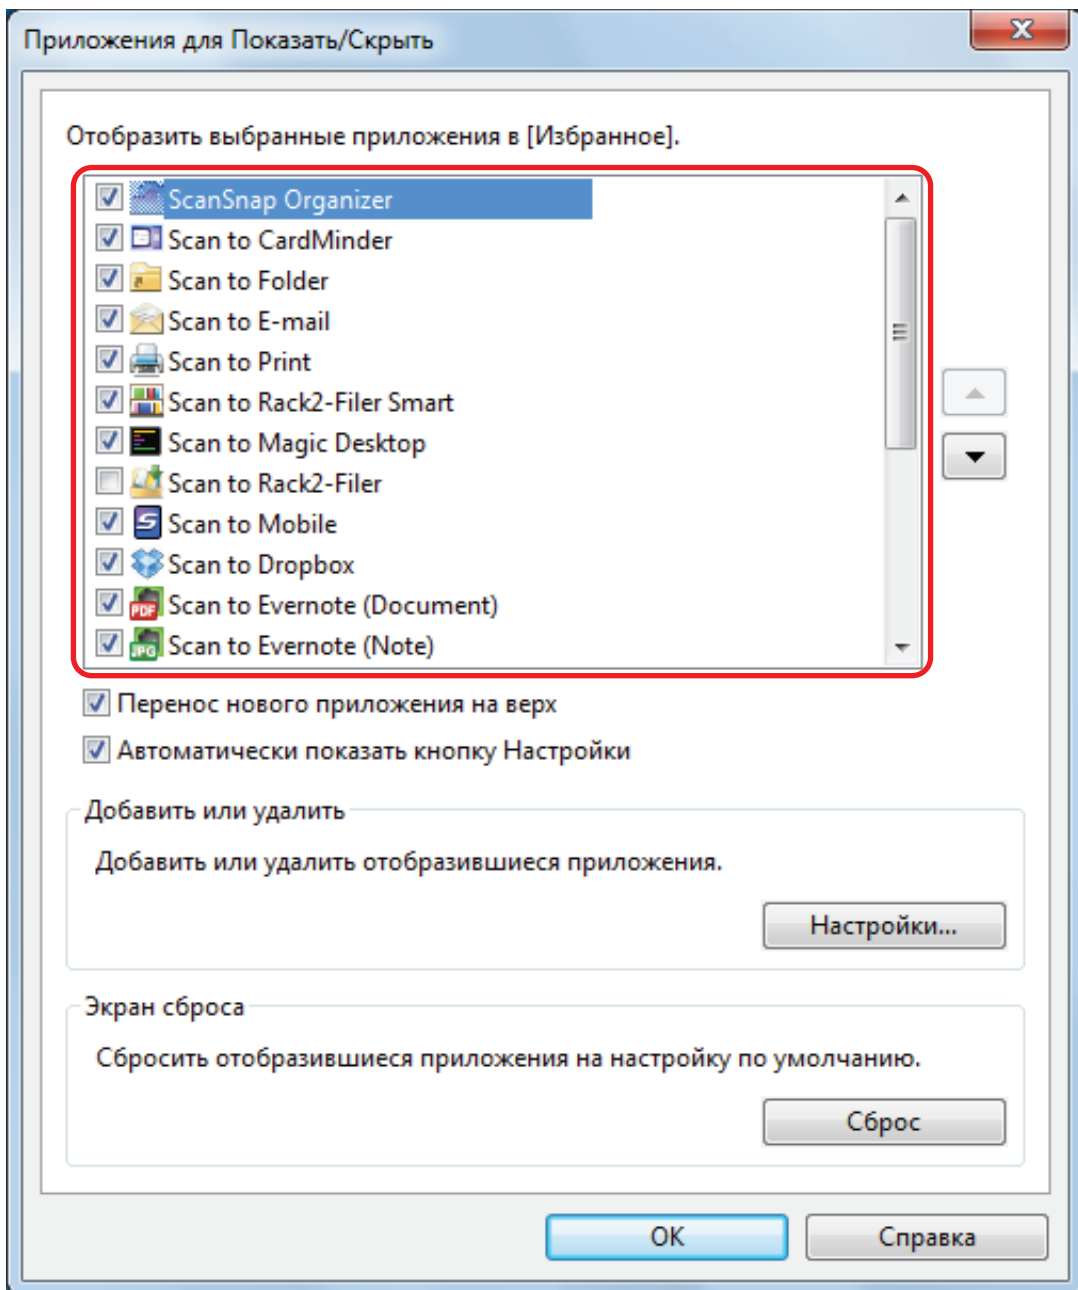 Приложения для Показать/Скрыть
Отобразить выбранные приложения в [Избранное].
ScanSnap Organizer
Scan to CardMinder
Scan to Folder
Scan to E-mail
Scan to Print
Scan to Rack2-Filer Smart
Scan to Magic Desktop
Scan to Rack2-Filer
Scan to Mobile
Scan to Dropbox
PDF Scan to Evernote (Document)
JPG Scan to Evernote (Note)
Перенос нового приложения на верх
Автоматически показать кнопку Настройки
Добавить или удалить
Добавить или удалить отобразившиеся приложения.
Настройки...
Экран сброса
Сбросить отобразившиеся приложения на настройку по умолчанию.
Сброс
OK
Справка